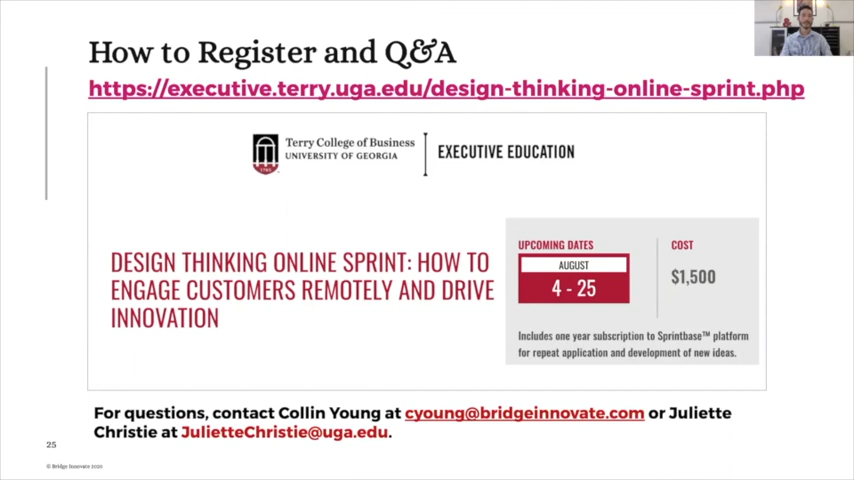 How to Register and Q&A
https://executive.terry.uga.edu/design-thinking-online-sprint.php
Terry College of Business
UNIVERSITY OF GEORGIA
EXECUTIVE EDUCATION
DESIGN THINKING ONLINE SPRINT: HOW TO
ENGAGE CUSTOMERS REMOTELY AND DRIVE
INNOVATION
UPCOMING DATES
AUGUST
4 - 25
COST
$1,500
Includes one year subscription to Sprintbase™ platform
for repeat application and development of new ideas.
For questions, contact Collin Young at cyoung@bridgeinnovate.com or Juliette
Christie at JulietteChristie@uga.edu.
25
© Bridge Innovate 2020